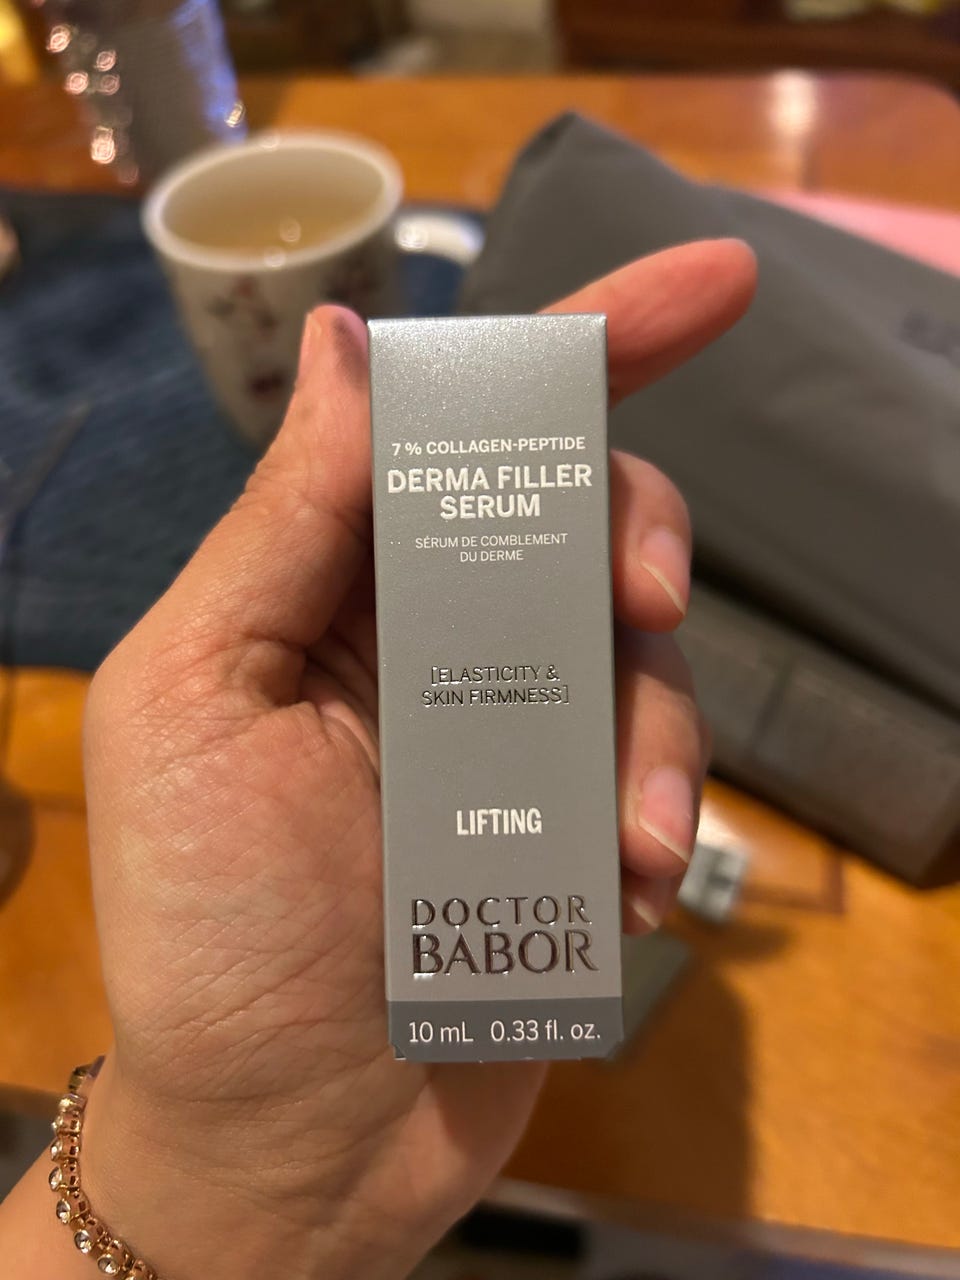 7 % COLLAGEN-PEPTIDE
DERMA FILLER
SERUM
SÉRUM DE COMBLEMENT
DU DERME
[ELASTICITY &
SKIN FIRMNESS]
LIFTING
DOCTOR
BABOR
10 mL 0.33 fl. oz.